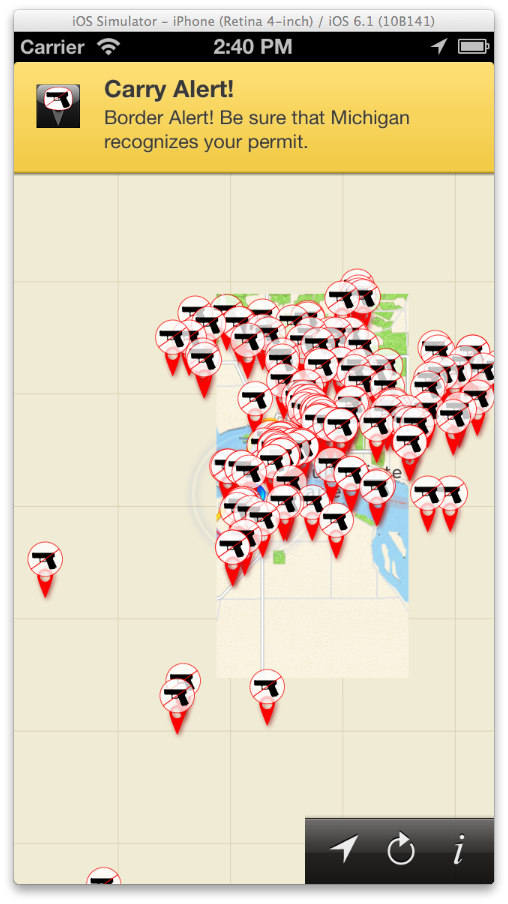 iOS Simulator – iPhone (Retina 4-inch) / iOS 6.1 (10B141)
Carrier 2:40 PM
Carry Alert!
Border Alert! Be sure that Michigan
recognizes your permit.
i